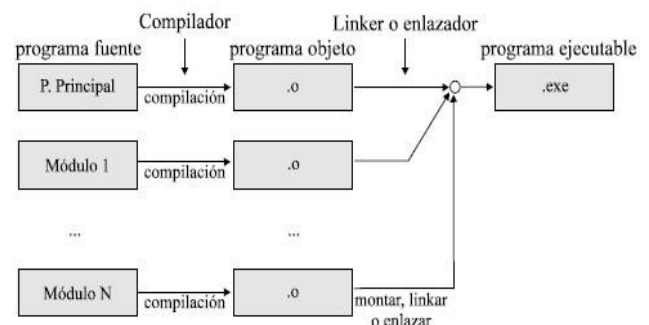 Compilador
Linker o enlazador
programa fuente
programa objeto
programa ejecutable
P. Principal
compilación
.o
.exe
Módulo 1
compilación
.o
...
...
Módulo N
compilación
.o
montar, linkar
o enlazar